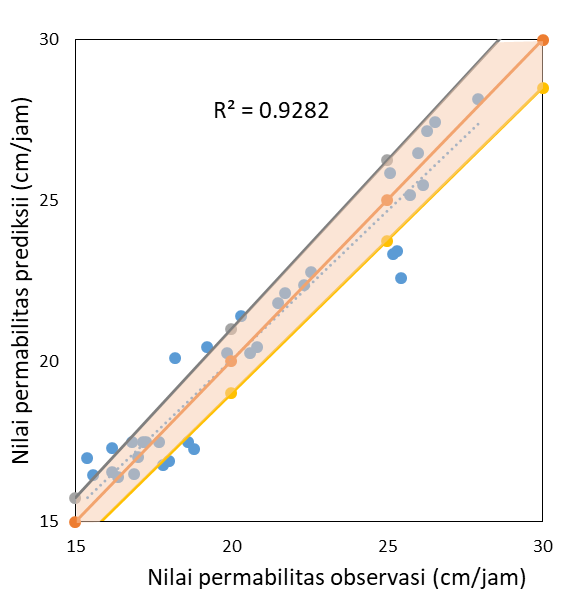 30
R² = 0.9282
25
20
15
15 20 25 30
Nilai permabilitas prediksii (cm/jam)
Nilai permabilitas observasi (cm/jam)